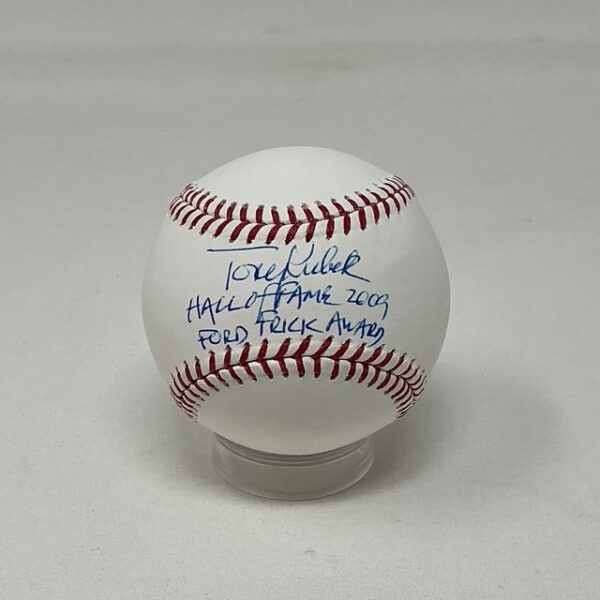 Tony Kubek
HALL OF FAME 2009
FORD FRICK AWARD